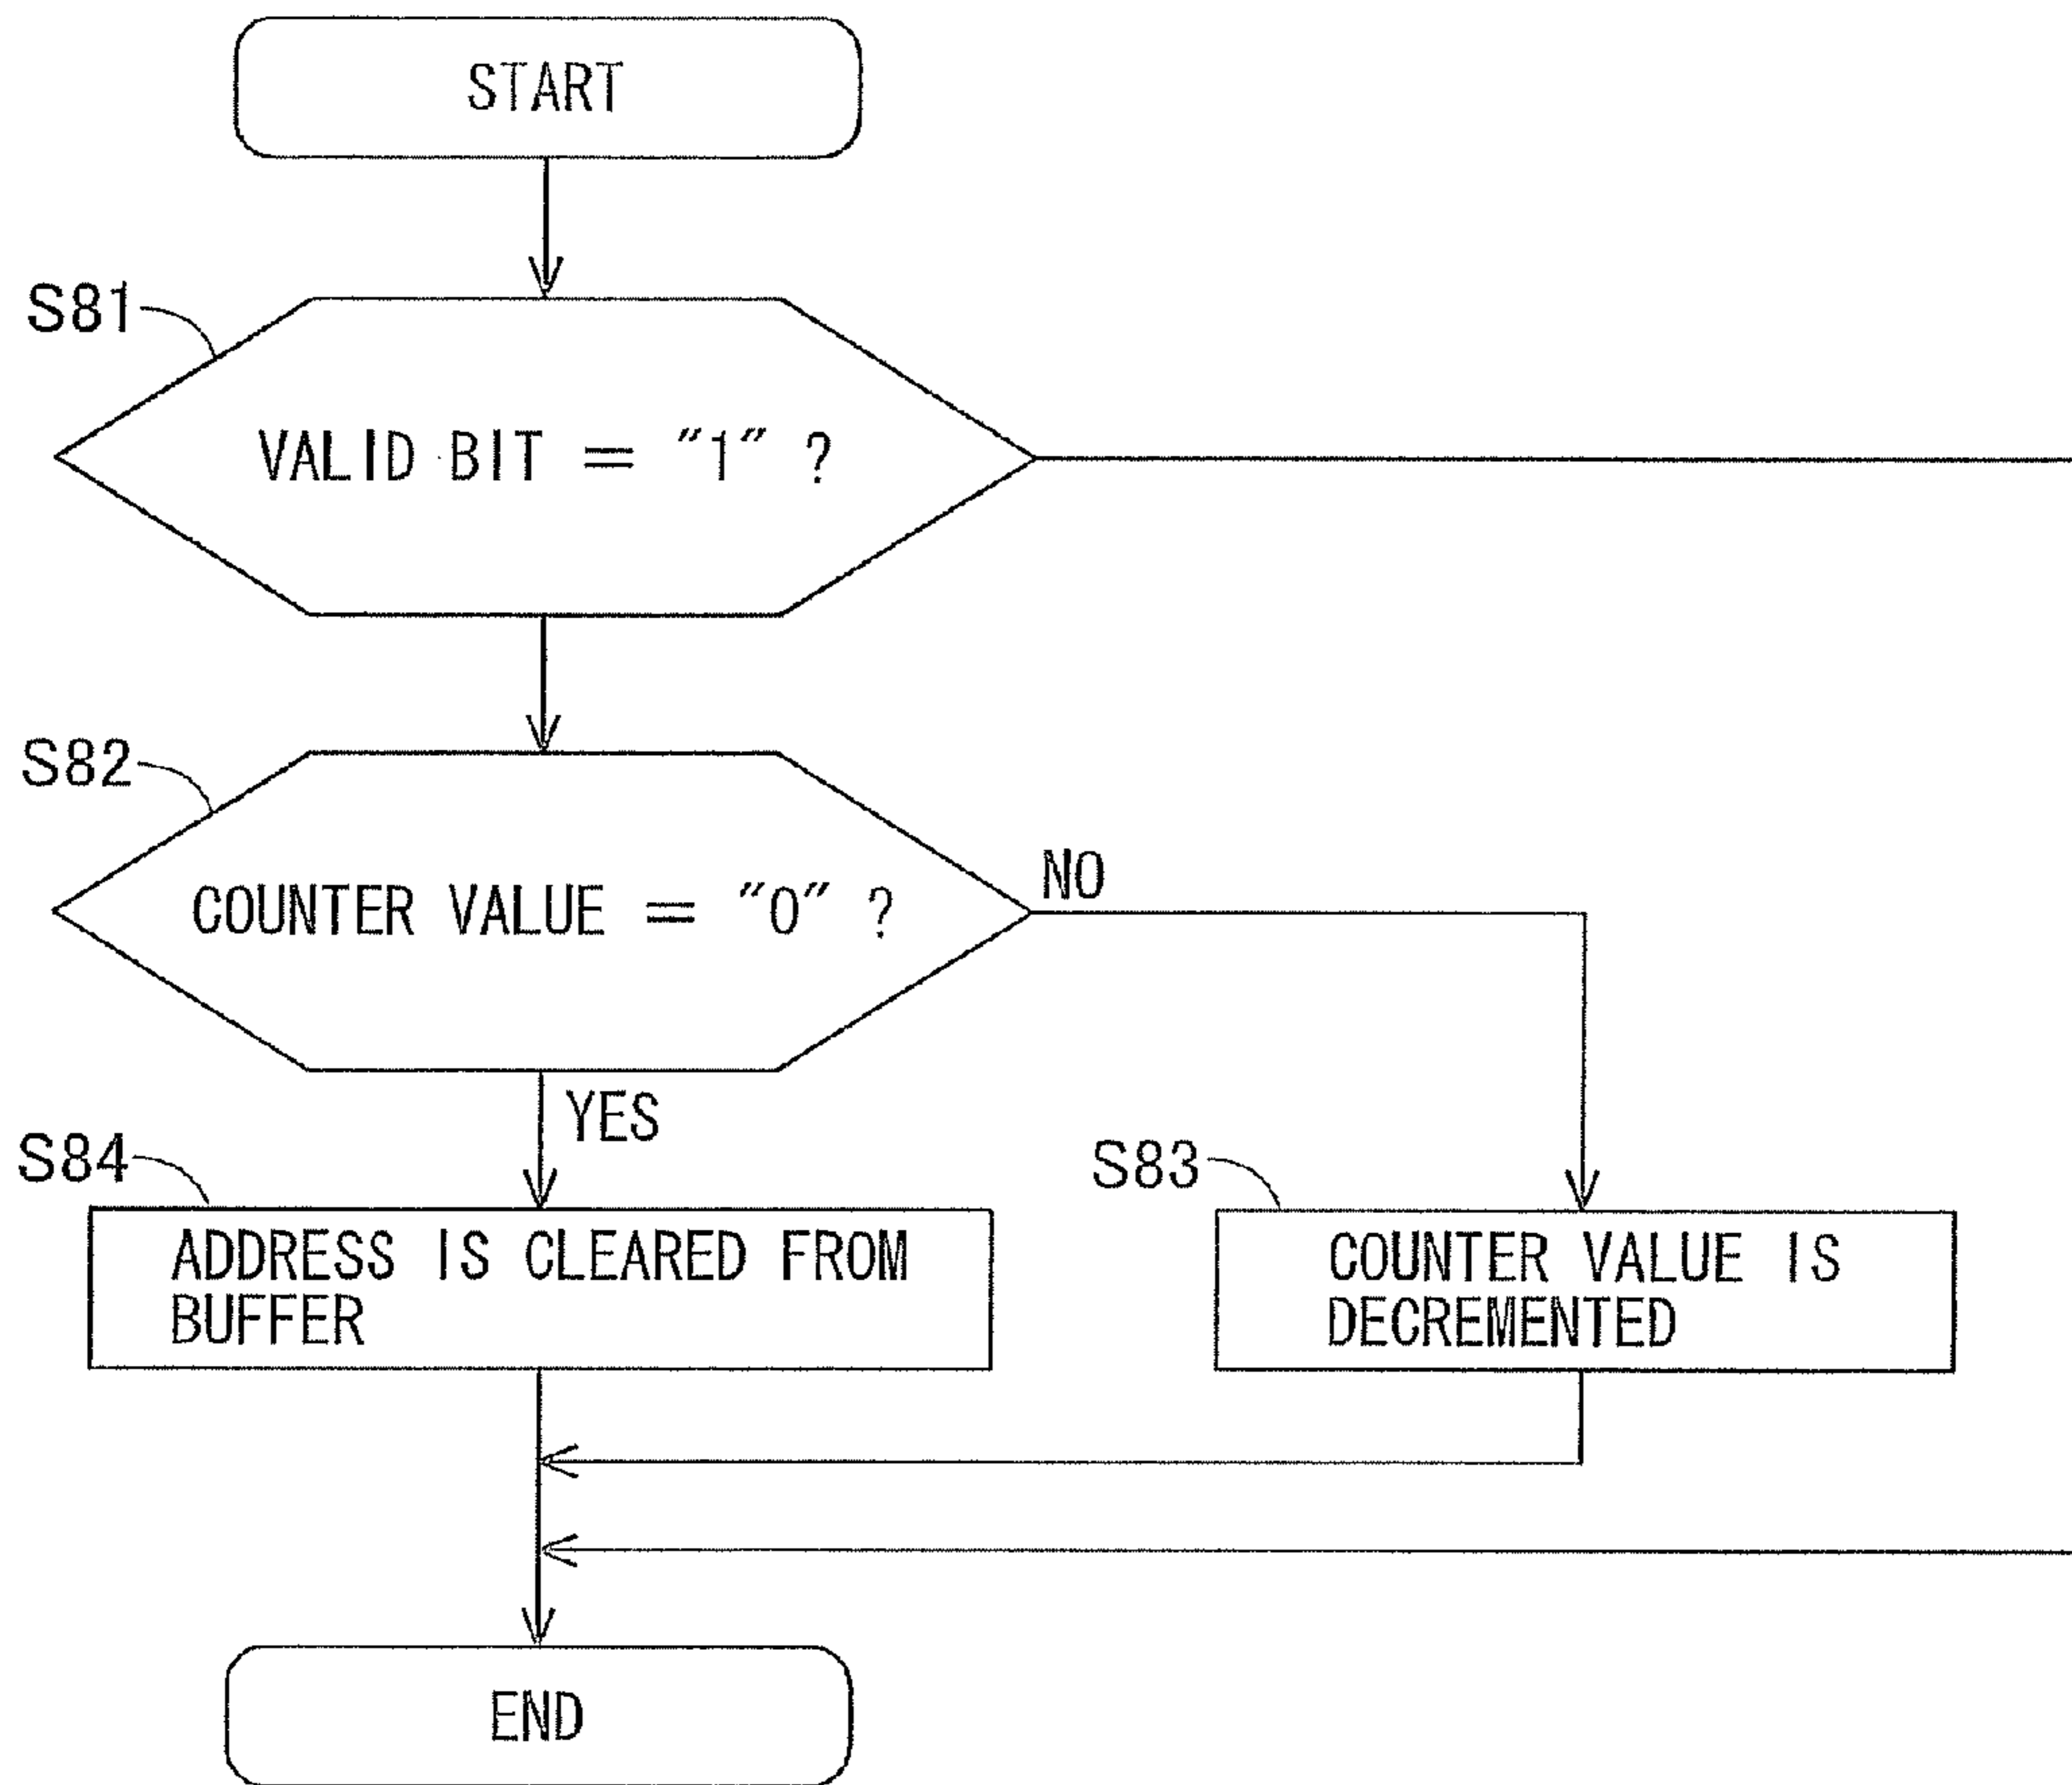 START
S81
VALID BIT = "1" ?
S82
COUNTER VALUE = "0" ?
NO
YES
S84
S83
ADDRESS IS CLEARED FROM
BUFFER
COUNTER VALUE IS
DECREMENTED
END